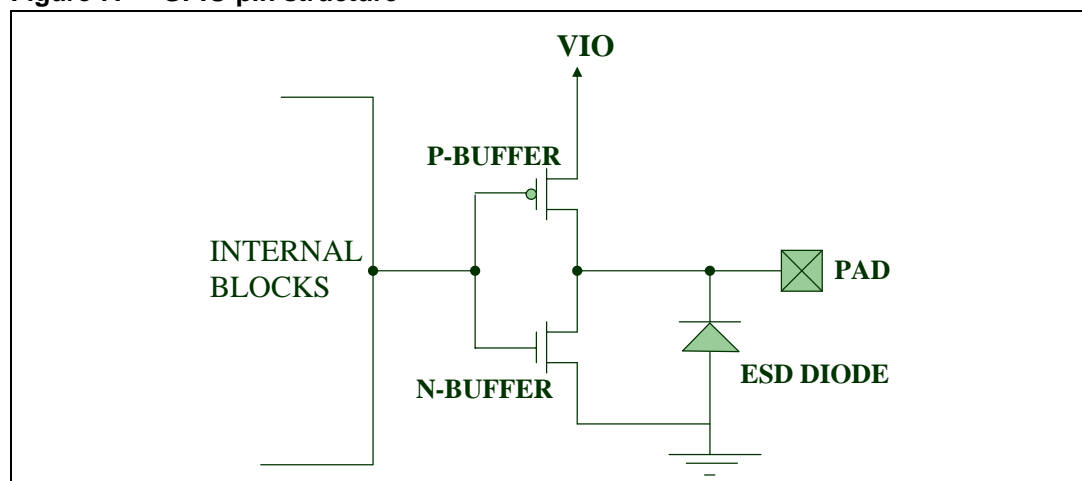 VIO
P-BUFFER
INTERNAL
BLOCKS
PAD
ESD DIODE
N-BUFFER